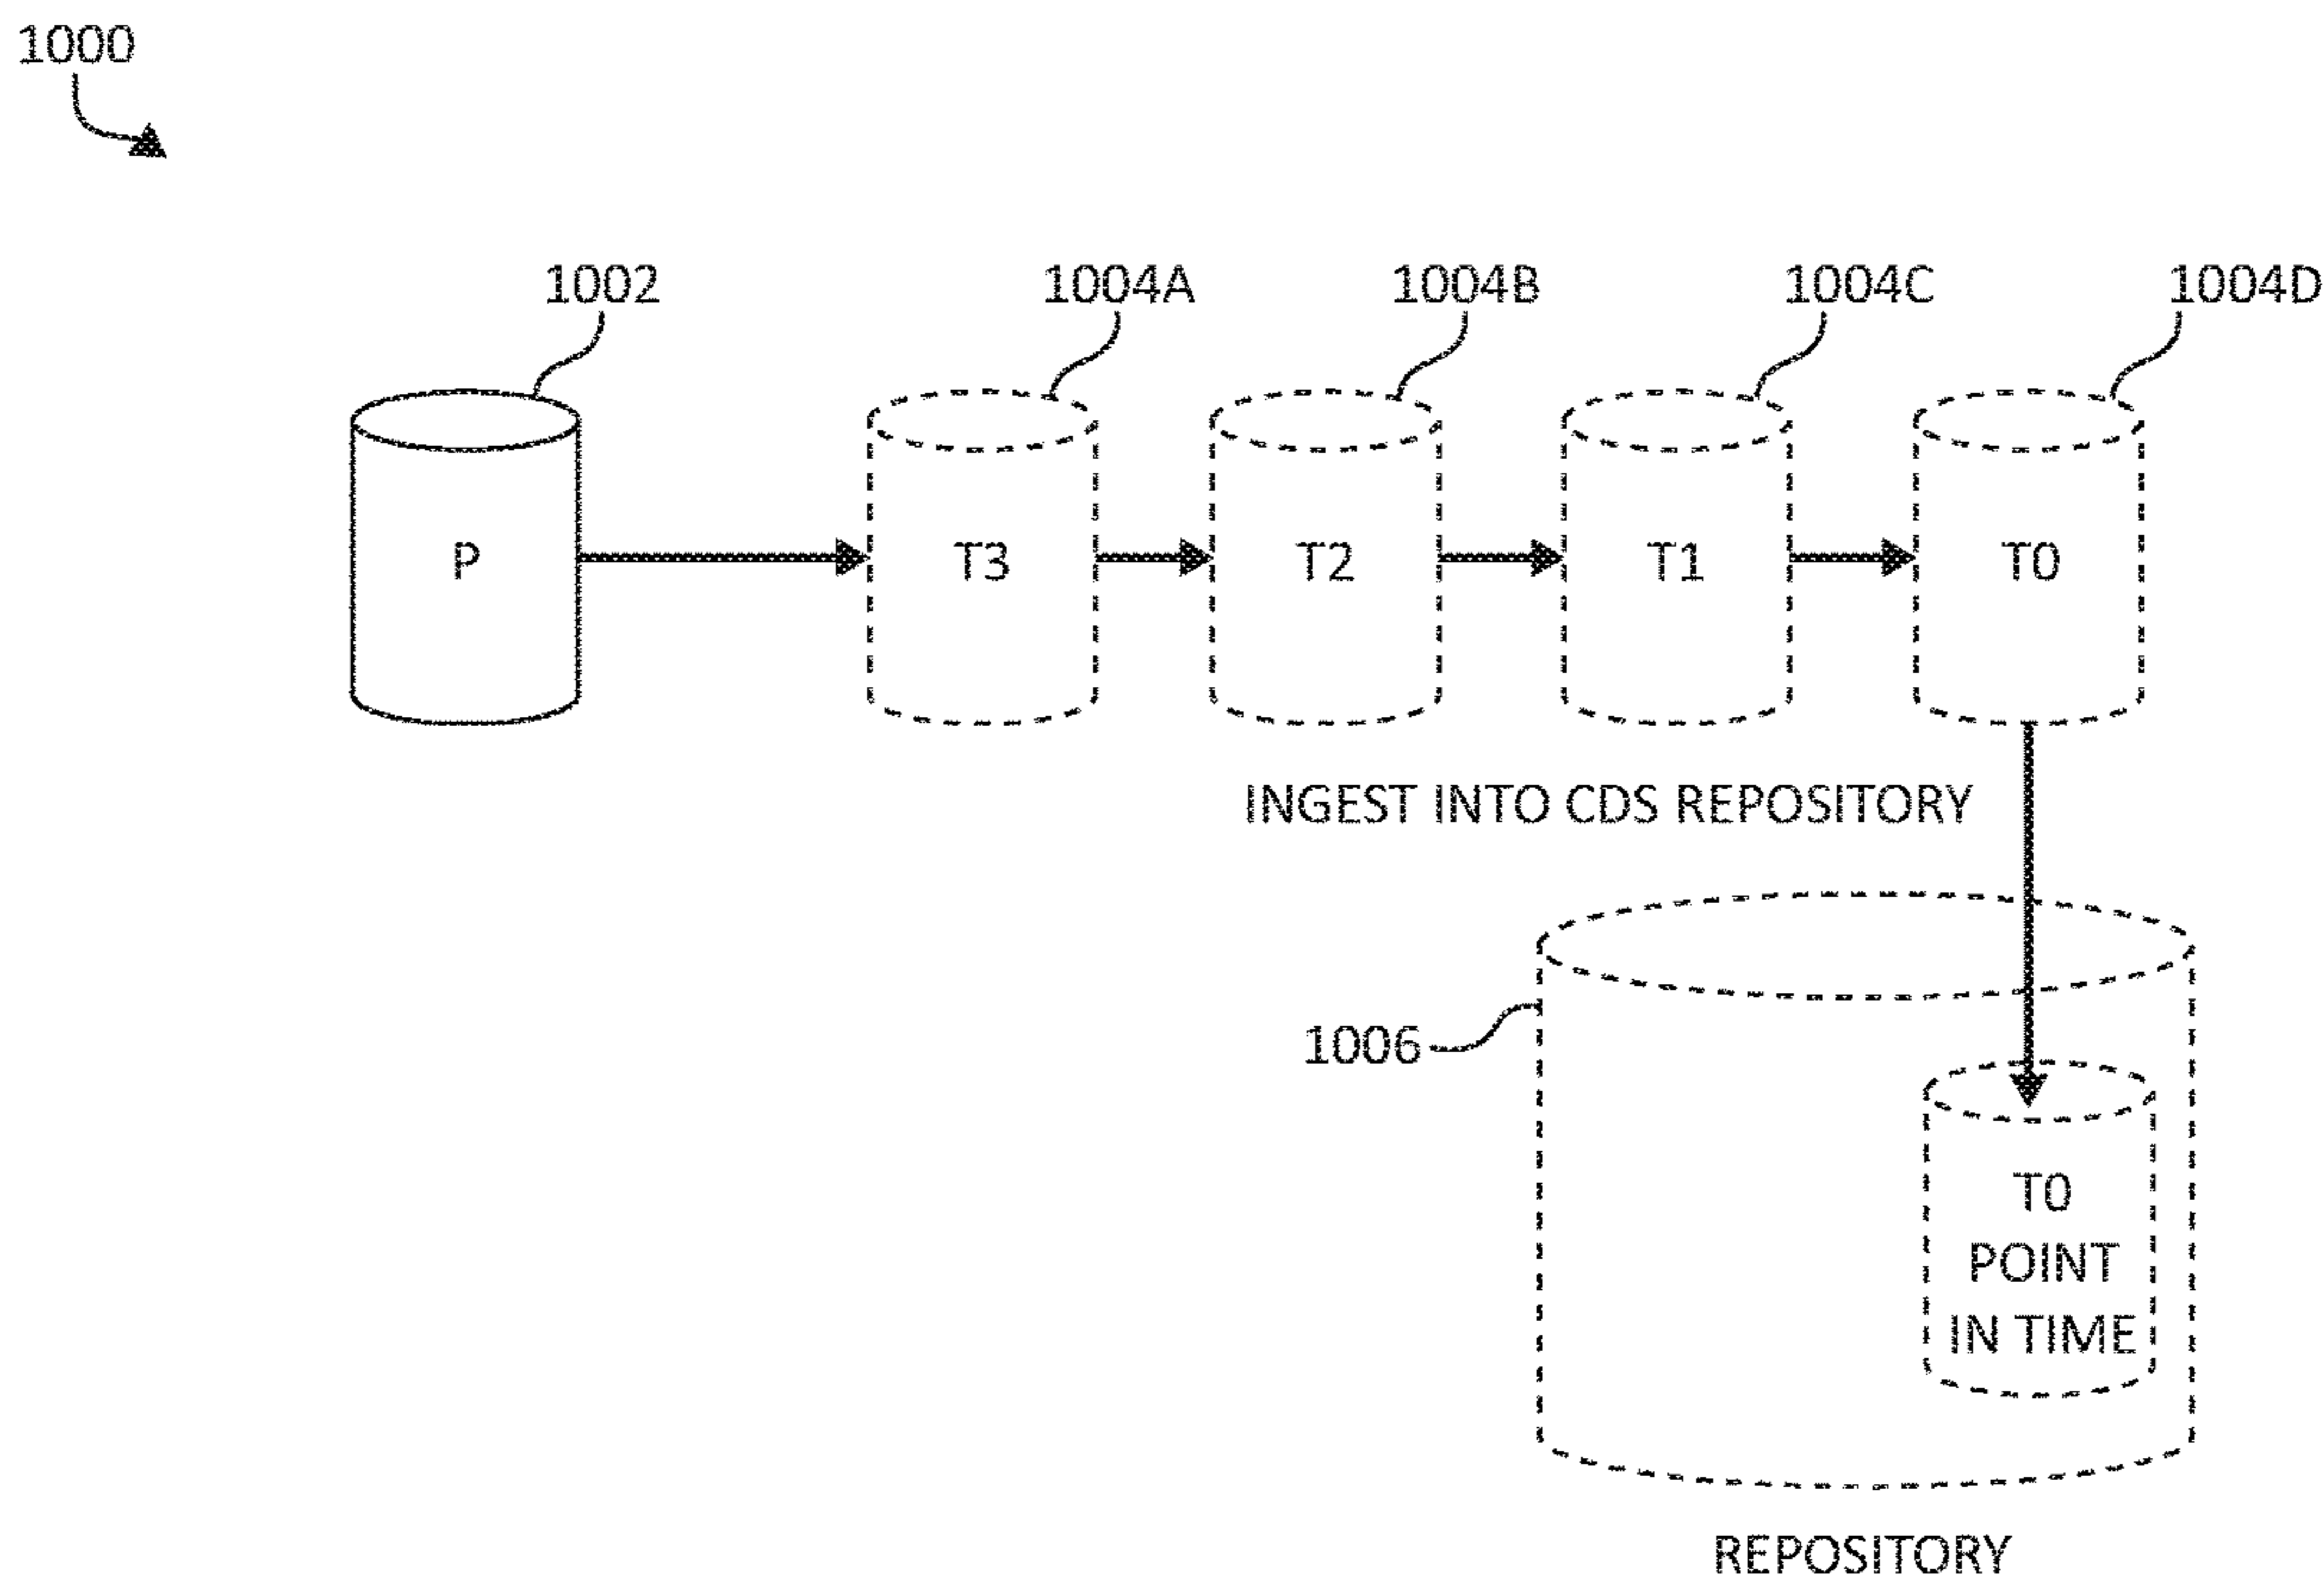 1000
1002
1004A
1004B
1004C
1004D
P
T3
T2
T1
T0
INGEST INTO CDS REPOSITORY
1006
T0
POINT
IN TIME
REPOSITORY